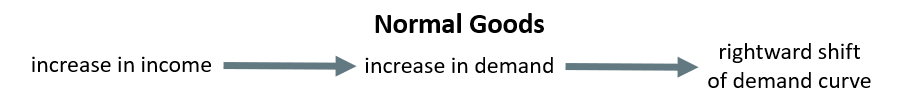 Normal Goods
increase in income
increase in demand
rightward shift
of demand curve